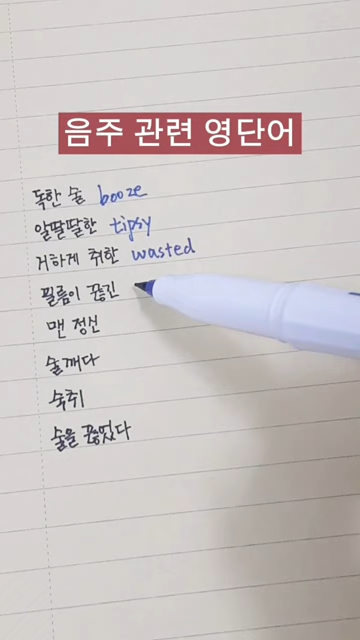 음주 관련 영단어
독한 술 booze
알딸딸한 tipsy
거하게 취한 wasted
필름이 끊긴
맨 정신
술깨다
숙취
술을 끊었다